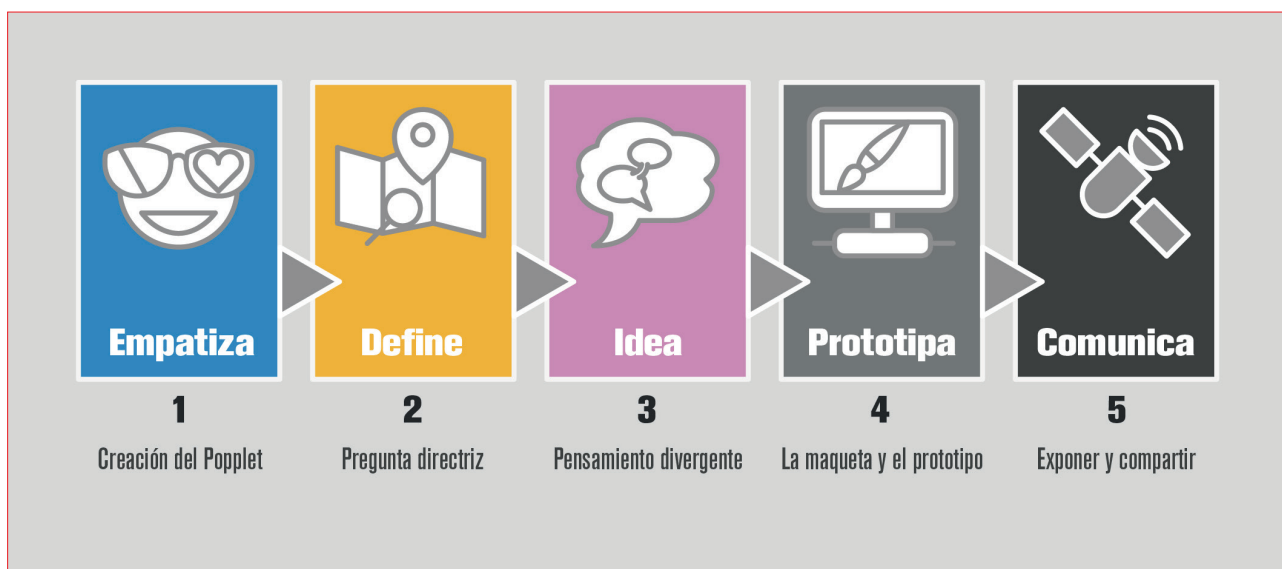 Empatiza
Define
Idea
Prototipa
Comunica
1
2
3
4
5
Creación del Popplet
Pregunta directriz
Pensamiento divergente
La maqueta y el prototipo
Exponer y compartir